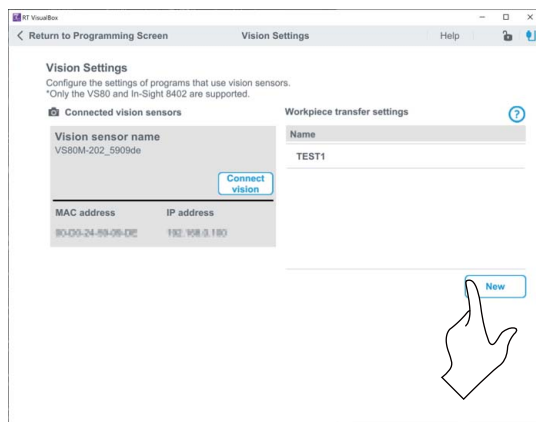 RT VisualBox
Return to Programming Screen
Vision Settings
Help
Vision Settings
Configure the settings of programs that use vision sensors.
*Only the VS80 and In-Sight 8402 are supported.
Connected vision sensors
Vision sensor name
VS80M-202_5909de
Connect
vision
MAC address IP address
Workpiece transfer settings
?
Name
TEST1
New